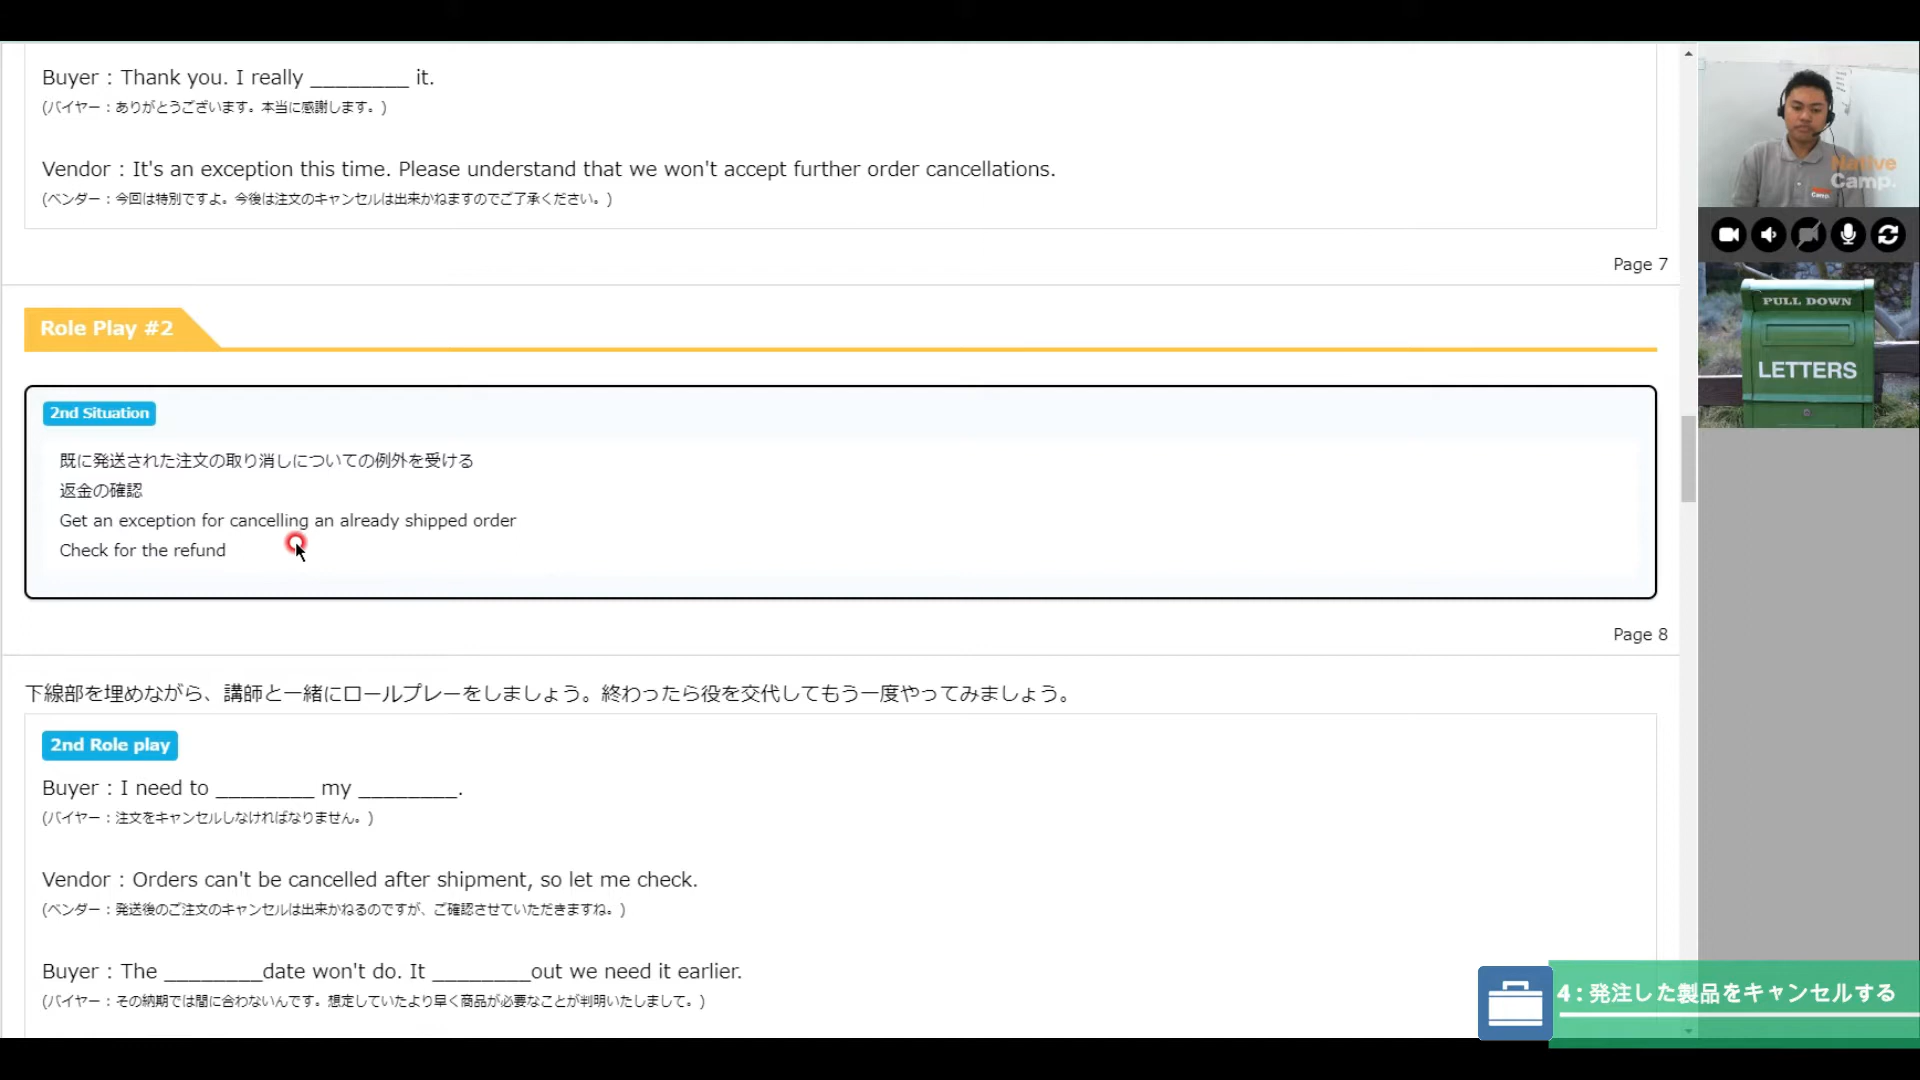 Buyer : Thank you. I really ________ it.
(バイヤー : ありがとうございます。本当に感謝します。)
Vendor : It's an exception this time. Please understand that we won't accept further order cancellations.
(ベンダー : 今回は特別ですよ。今後は注文のキャンセルは出来かねますのでご了承ください。)
Page 7
Role Play #2
2nd Situation
既に発送された注文の取り消しについての例外を受ける
返金の確認
Get an exception for cancelling an already shipped order
Check for the refund
Page 8
下線部を埋めながら、講師と一緒にロールプレーをしましょう。終わったら役を交代してもう一度やってみましょう。
2nd Role play
Buyer : I need to ________ my ________.
(バイヤー : 注文をキャンセルしなければなりません。)
Vendor : Orders can't be cancelled after shipment, so let me check.
(ベンダー : 発送後のご注文のキャンセルは出来かねるのですが、ご確認させていただきますね。)
Buyer : The ________date won't do. It ________out we need it earlier.
(バイヤー : その納期では間に合わないんです。想定していたより早く商品が必要なことが判明いたしまして。)
Native
Camp.
Camp.
PULL DOWN
LETTERS
4 : 発注した製品をキャンセルする